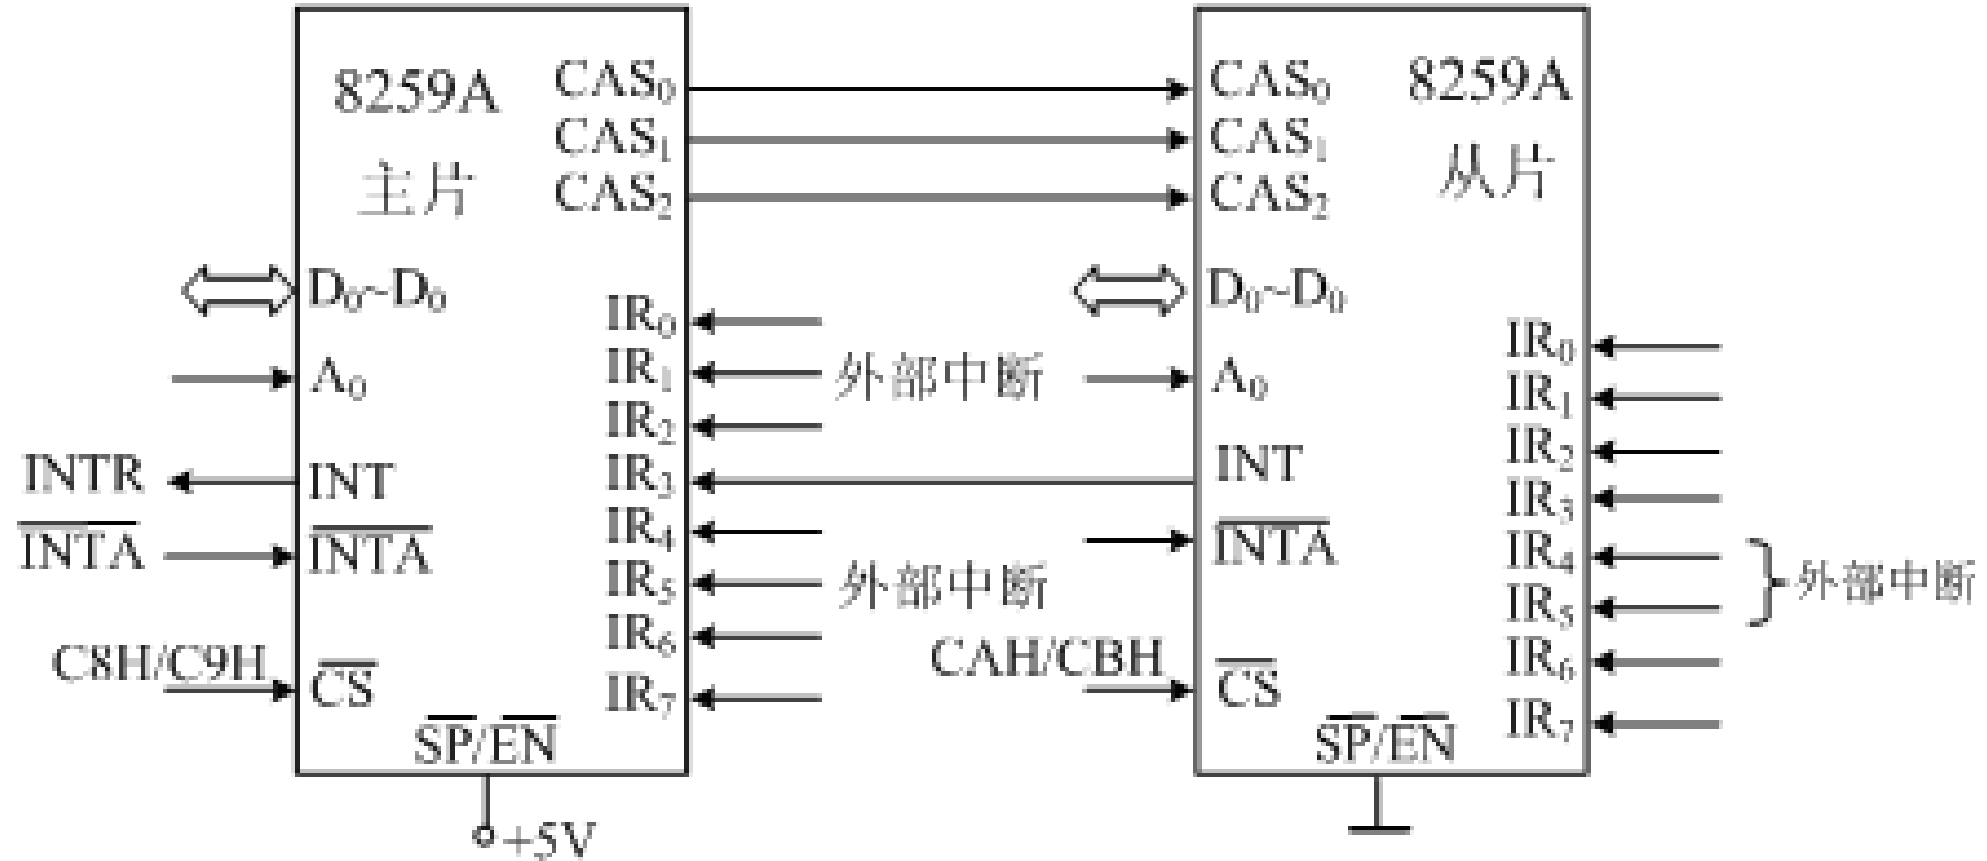 8259A
主片
CAS₀
CAS₁
CAS₂
D₀~D₀
A₀
INTR
INT
INTA
INTA
C8H/C9H
CS
SP/EN
+5V
IR₀
IR₁
IR₂
IR₃
IR₄
IR₅
IR₆
IR₇
外部中断
外部中断
8259A
从片
CAS₀
CAS₁
CAS₂
D₀~D₀
A₀
INT
INTA
CAH/CBH
CS
SP/EN
IR₀
IR₁
IR₂
IR₃
IR₄
IR₅
IR₆
IR₇
外部中断